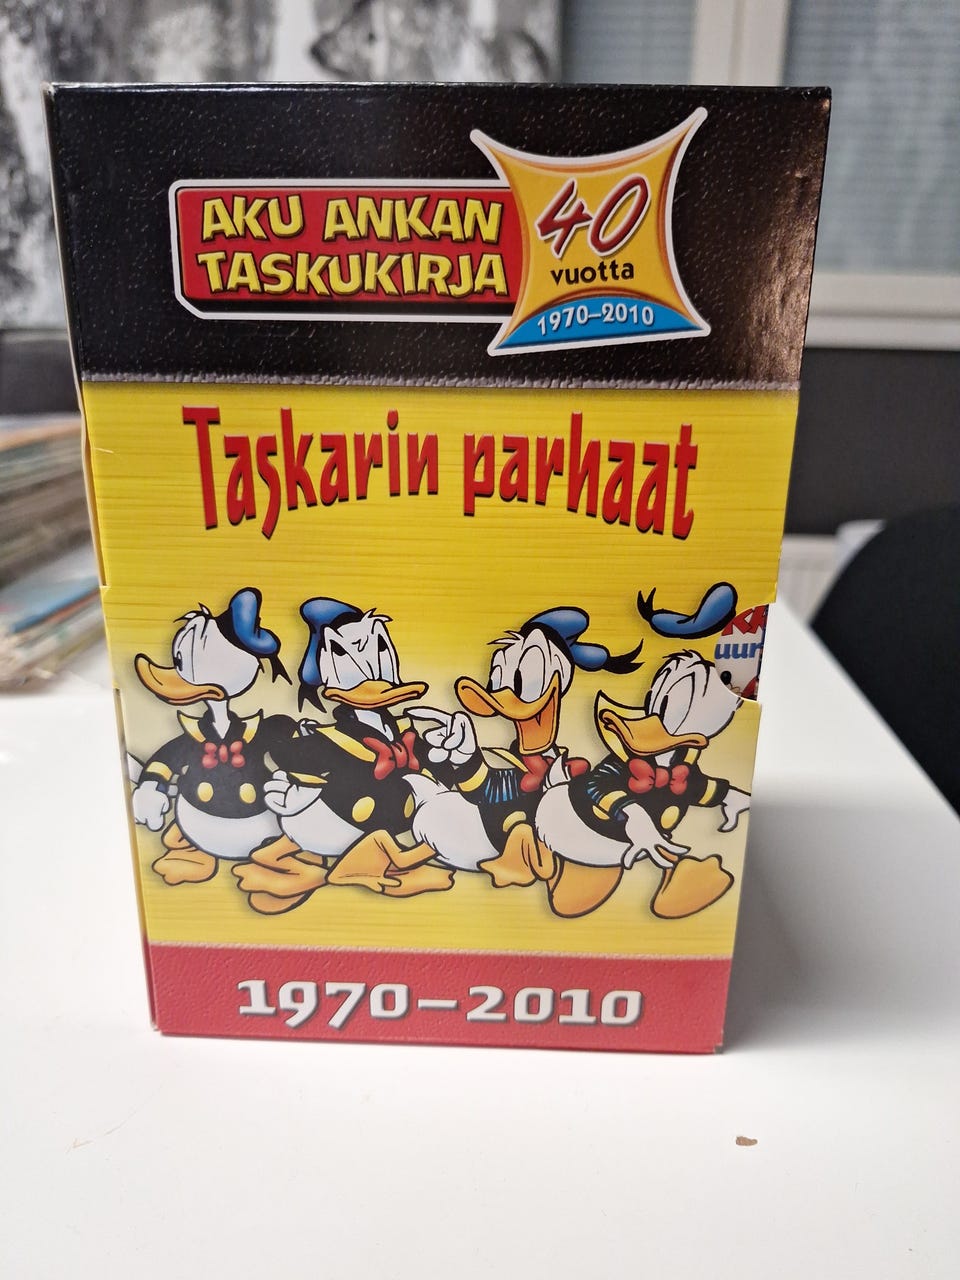 AKU ANKAN
TASKUKIRJA
40
vuotta
1970–2010
Taskarin parhaat
1970–2010